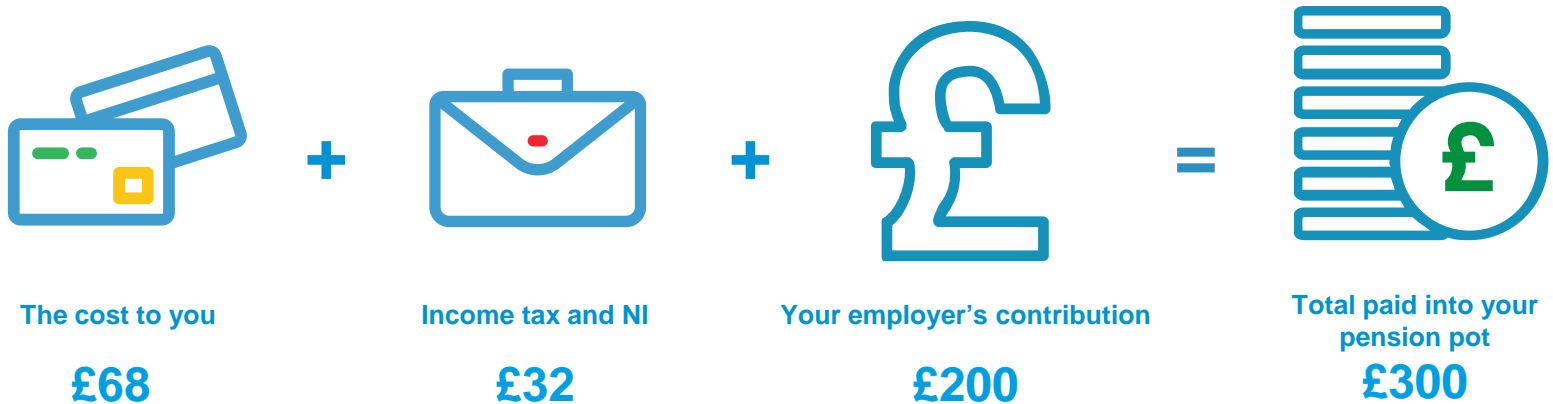 +
+
=
£
£
The cost to you
£68
Income tax and NI
£32
Your employer’s contribution
£200
Total paid into your
pension pot
£300